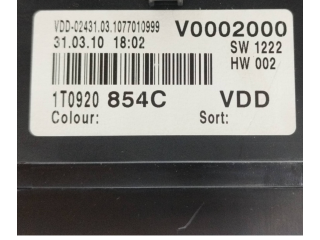 VDD-02431.03.1077010999 V0002000
31.03.10 18:02 SW 1222
HW 002
1T0920 854C VDD
Colour: Sort: